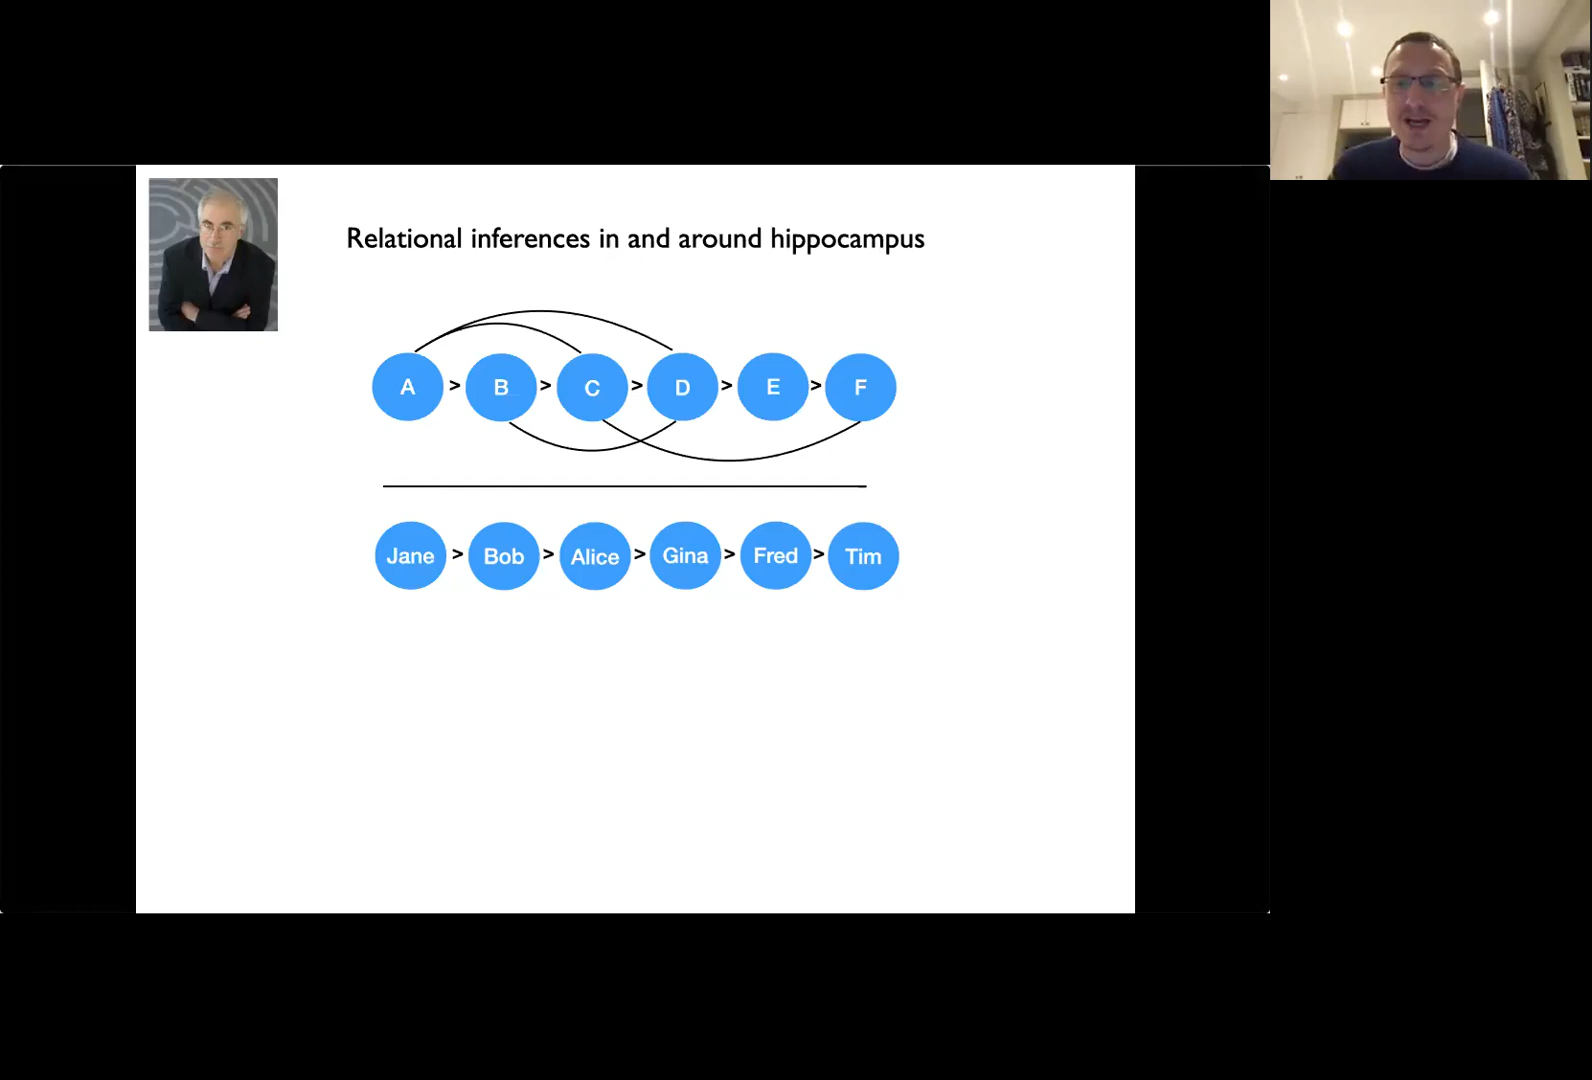 Relational inferences in and around hippocampus
A > B > C > D > E > F
Jane > Bob > Alice > Gina > Fred > Tim